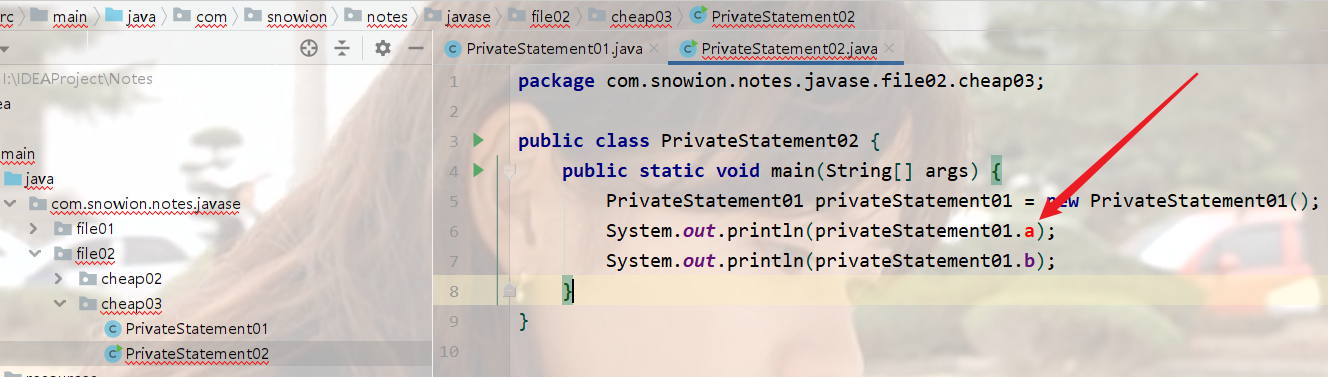 rc main java com snowion notes javase file02 cheap03 PrivateStatement02
PrivateStatement01.java PrivateStatement02.java
I:\IDEAProject\Notes
ea
main
java
com.snowion.notes.javase
file01
file02
cheap02
cheap03
PrivateStatement01
PrivateStatement02
resources
1 package com.snowion.notes.javase.file02.cheap03;
2
3 public class PrivateStatement02 {
4 public static void main(String[] args) {
5 PrivateStatement01 privateStatement01 = new PrivateStatement01();
6 System.out.println(privateStatement01.a);
7 System.out.println(privateStatement01.b);
8 }
9 }
10